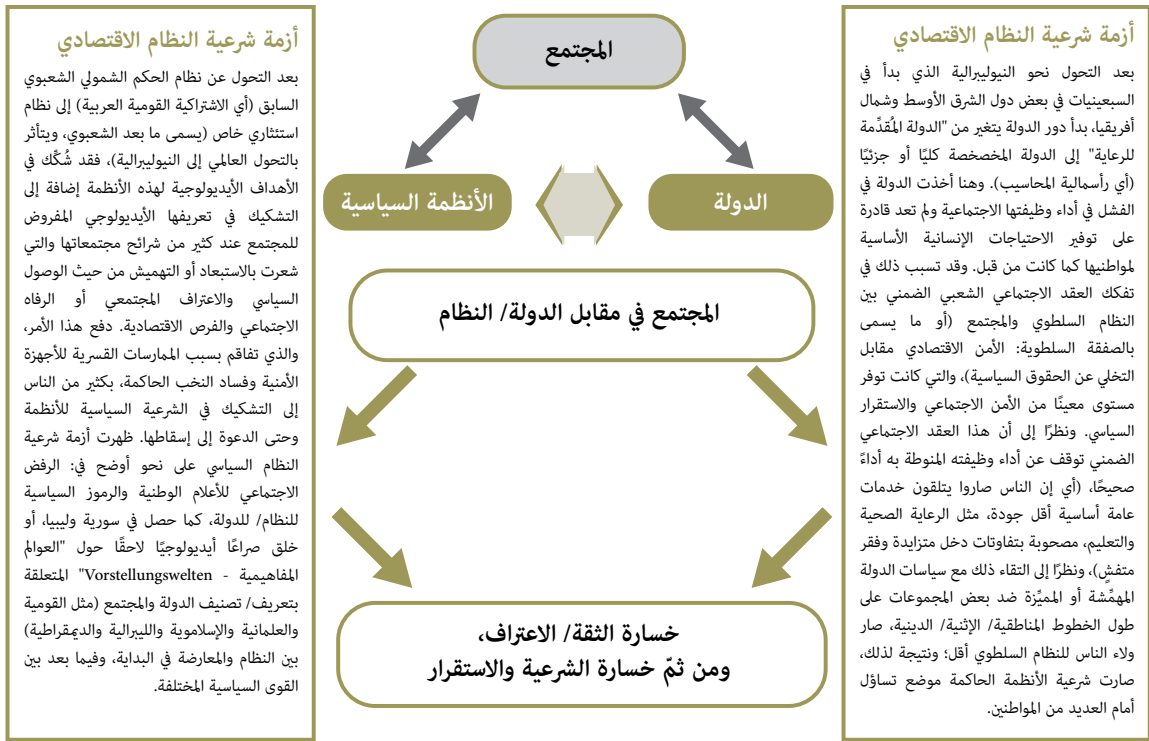 أزمة شرعية النظام الاقتصادي
بعد التحول نحو النيوليبرالية الذي بدأ في
السبعينيات في بعض دول الشرق الأوسط وشمال
أفريقيا، بدأ دور الدولة يتغير من "الدولة المُقدِّمة
للرعاية" إلى الدولة المخصخصة كليًا أو جزئيًا
(أي رأسمالية المحاسيب). وهنا أخذت الدولة في
الفشل في أداء وظيفتها الاجتماعية ولم تعد قادرة
على توفير الاحتياجات الإنسانية الأساسية
لمواطنيها كما كانت من قبل. وقد تسبب ذلك في
تفكك العقد الاجتماعي الشعبي الضمني بين
النظام السلطوي والمجتمع (أو ما يسمى
بالصفقة السلطوية: الأمن الاقتصادي مقابل
التخلي عن الحقوق السياسية)، والتي كانت توفر
مستوى معينًا من الأمن الاجتماعي والاستقرار
السياسي. ونظرًا إلى أن هذا العقد الاجتماعي
الضمني توقف عن أداء وظيفته المنوطة به أداءً
صحيحًا، (أي إن الناس صاروا يتلقون خدمات
عامة أساسية أقل جودة، مثل الرعاية الصحية
والتعليم، مصحوبة بتفاوتات دخل متزايدة وفقر
متفشٍ)، ونظرًا إلى التقاء ذلك مع سياسات الدولة
المهمِّشة أو المميِّزة ضد بعض المجموعات على
طول الخطوط المناطقية/ الإثنية/ الدينية، صار
ولاء الناس للنظام السلطوي أقل؛ ونتيجة لذلك،
صارت شرعية الأنظمة الحاكمة موضع تساؤل
أمام العديد من المواطنين.
المجتمع
الدولة
الأنظمة السياسية
المجتمع في مقابل الدولة/ النظام
خسارة الثقة/ الاعتراف،
ومن ثمّ خسارة الشرعية والاستقرار
أزمة شرعية النظام الاقتصادي
بعد التحول عن نظام الحكم الشمولي الشعبوي
السابق (أي الاشتراكية القومية العربية) إلى نظام
استئثاري خاص (يسمى ما بعد الشعبوي، ويتأثر
بالتحول العالمي إلى النيوليبرالية)، فقد شُكِّك في
الأهداف الأيديولوجية لهذه الأنظمة إضافة إلى
التشكيك في تعريفها الأيديولوجي المفروض
للمجتمع عند كثير من شرائح مجتمعاتها والتي
شعرت بالاستبعاد أو التهميش من حيث الوصول
السياسي والاعتراف المجتمعي أو الرفاه
الاجتماعي والفرص الاقتصادية. دفع هذا الأمر،
والذي تفاقم بسبب الممارسات القسرية للأجهزة
الأمنية وفساد النخب الحاكمة، بكثير من الناس
إلى التشكيك في الشرعية السياسية للأنظمة
وحتى الدعوة إلى إسقاطها. ظهرت أزمة شرعية
النظام السياسي على نحو أوضح في: الرفض
الاجتماعي للأعلام الوطنية والرموز السياسية
للنظام/ للدولة، كما حصل في سورية وليبيا، أو
خلق صراعًا أيديولوجيًا لاحقًا حول "العوالم
المفاهيمية - Vorstellungswelten" المتعلقة
بتعريف/ تصنيف الدولة والمجتمع (مثل القومية
والعلمانية والإسلاموية والليبرالية والديمقراطية)
بين النظام والمعارضة في البداية، وفيما بعد بين
القوى السياسية المختلفة.